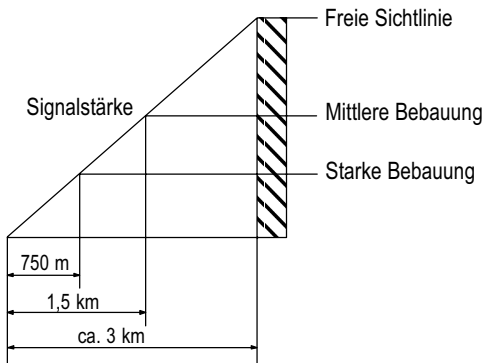 Freie Sichtlinie
Signalstärke
Mittlere Bebauung
Starke Bebauung
750 m
1,5 km
ca. 3 km